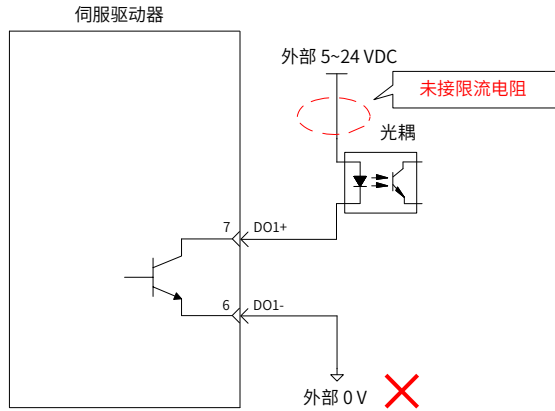 伺服驱动器
外部 5~24 VDC
未接限流电阻
光耦
7 DO1+
6 DO1-
外部 0 V